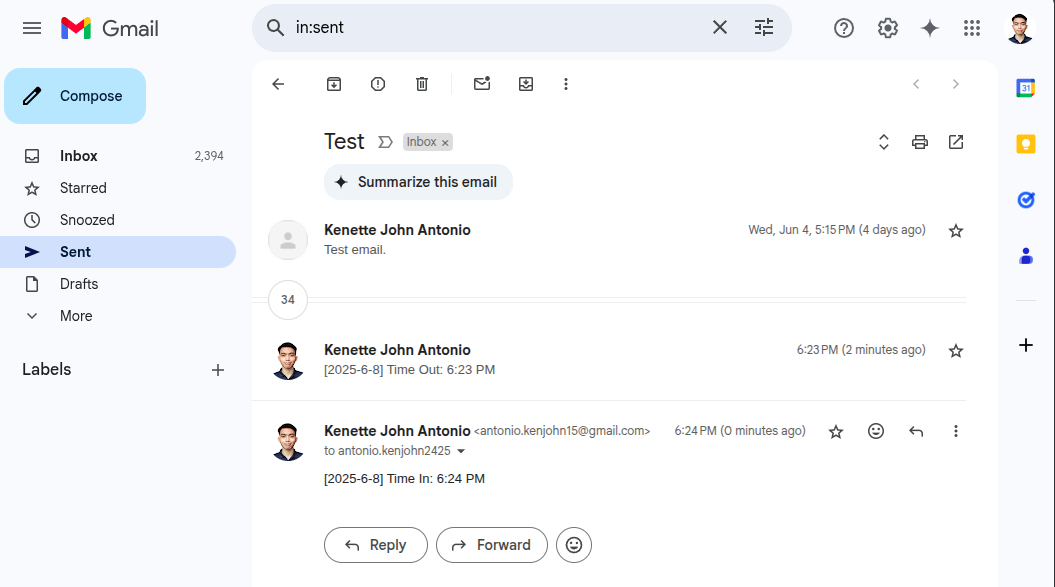 Gmail
in:sent
Compose
Inbox 2,394
Starred
Snoozed
Sent
Drafts
More
Labels
Test Inbox ×
Summarize this email
Kenette John Antonio Wed, Jun 4, 5:15 PM (4 days ago)
Test email.
34
Kenette John Antonio 6:23 PM (2 minutes ago)
[2025-6-8] Time Out: 6:23 PM
Kenette John Antonio <antonio.kenjohn15@gmail.com> 6:24 PM (0 minutes ago)
to antonio.kenjohn2425
[2025-6-8] Time In: 6:24 PM
Reply Forward
31